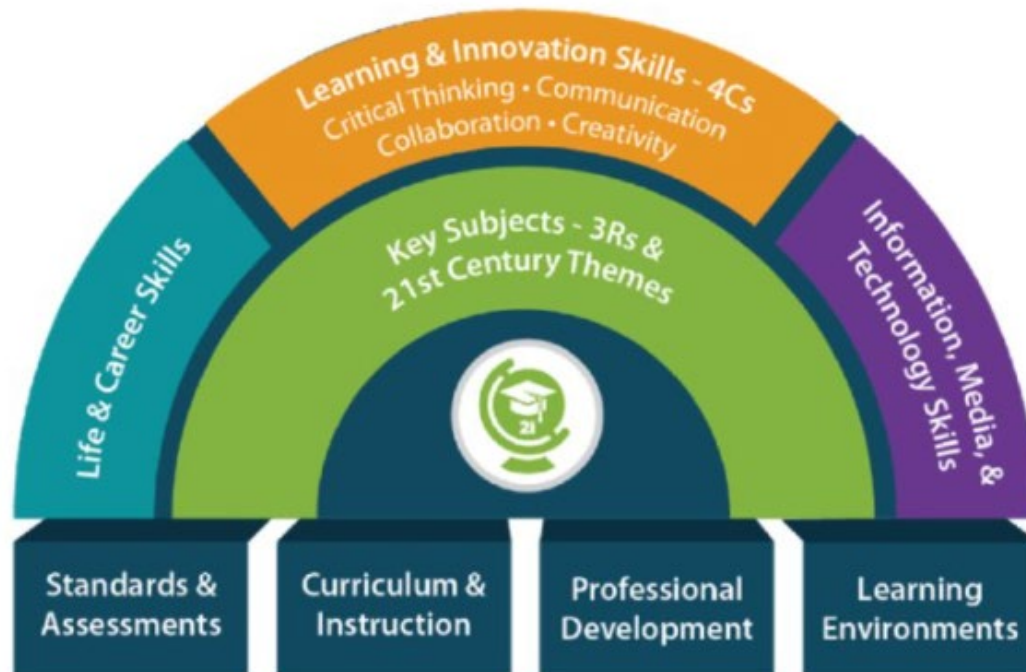 Learning & Innovation Skills - 4Cs
Critical Thinking • Communication
Collaboration • Creativity
Life & Career Skills
Key Subjects - 3Rs &
21st Century Themes
Information, Media, &
Technology Skills
21
Standards &
Assessments
Curriculum &
Instruction
Professional
Development
Learning
Environments